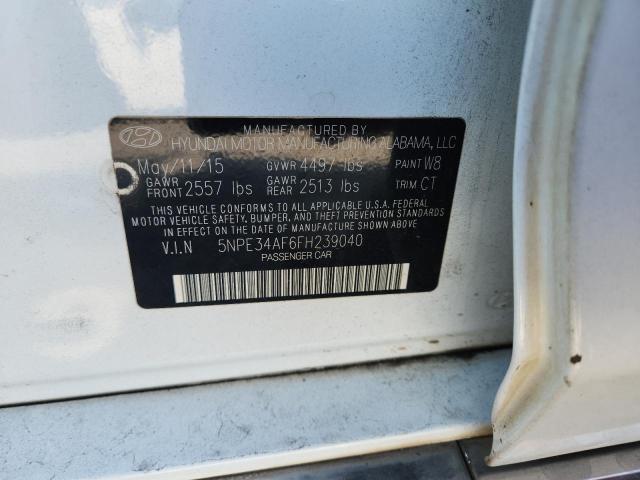 MANUFACTURED BY
HYUNDAI MOTOR MANUFACTURING ALABAMA, LLC
May/11/15 GVWR 4497 lbs PAINT W8
GAWR FRONT 2557 lbs GAWR REAR 2513 lbs TRIM CT
THIS VEHICLE CONFORMS TO ALL APPLICABLE U.S.A. FEDERAL
MOTOR VEHICLE SAFETY, BUMPER, AND THEFT PREVENTION STANDARDS
IN EFFECT ON THE DATE OF MANUFACTURE SHOWN ABOVE.
V.I.N 5NPE34AF6FH239040
PASSENGER CAR